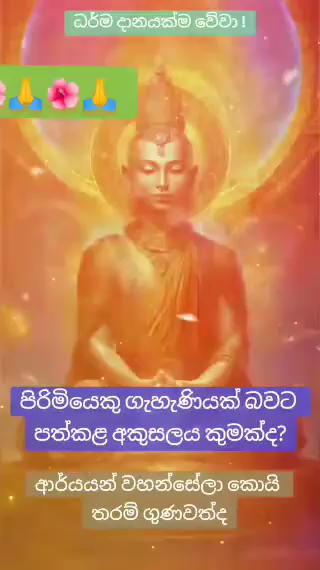 ධර්ම දානයක්ම වේවා !
පිරිමියෙකු ගැහැණියක් බවට
පත්කළ අකුසලය කුමක්ද?
ආර්යයන් වහන්සේලා කොයි
තරම් ගුණවත්ද